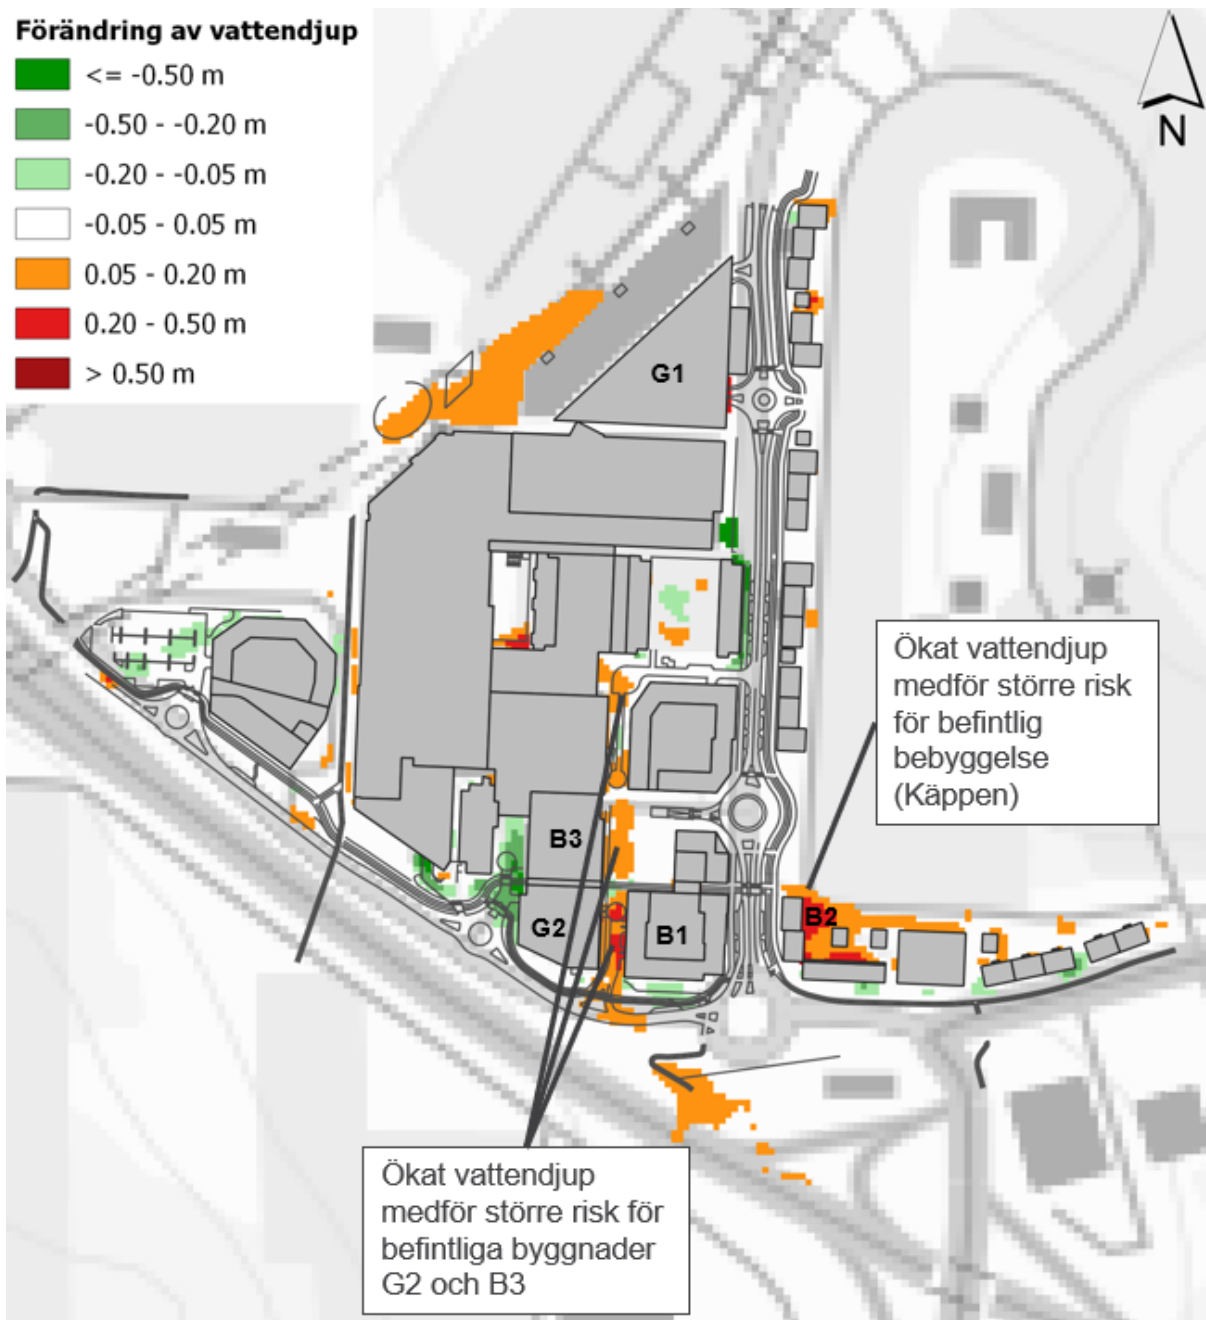 Förändring av vattendjup
<= -0.50 m
-0.50 - -0.20 m
-0.20 - -0.05 m
-0.05 - 0.05 m
0.05 - 0.20 m
0.20 - 0.50 m
> 0.50 m
N
G1
Ökat vattendjup
medför större risk
för befintlig
bebyggelse
(Käppen)
B3
B2
G2
B1
Ökat vattendjup
medför större risk för
befintliga byggnader
G2 och B3